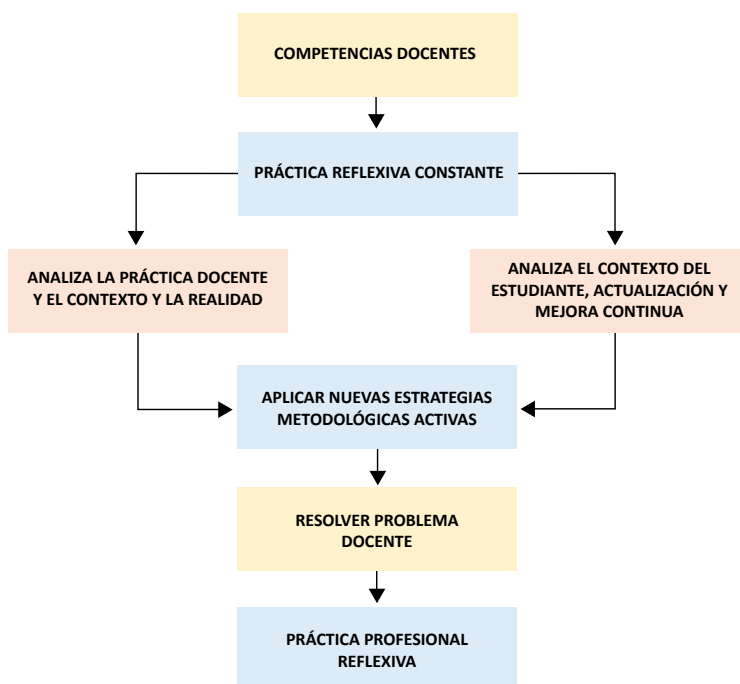 COMPETENCIAS DOCENTES
PRÁCTICA REFLEXIVA CONSTANTE
ANALIZA LA PRÁCTICA DOCENTE
Y EL CONTEXTO Y LA REALIDAD
ANALIZA EL CONTEXTO DEL
ESTUDIANTE, ACTUALIZACIÓN Y
MEJORA CONTINUA
APLICAR NUEVAS ESTRATEGIAS
METODOLÓGICAS ACTIVAS
RESOLVER PROBLEMA
DOCENTE
PRÁCTICA PROFESIONAL
REFLEXIVA